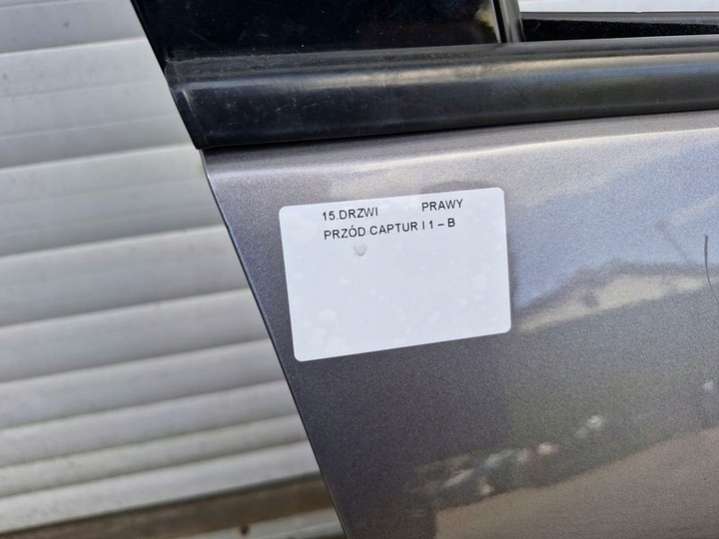 15.DRZWI PRAWY
PRZÓD CAPTUR I 1 – B